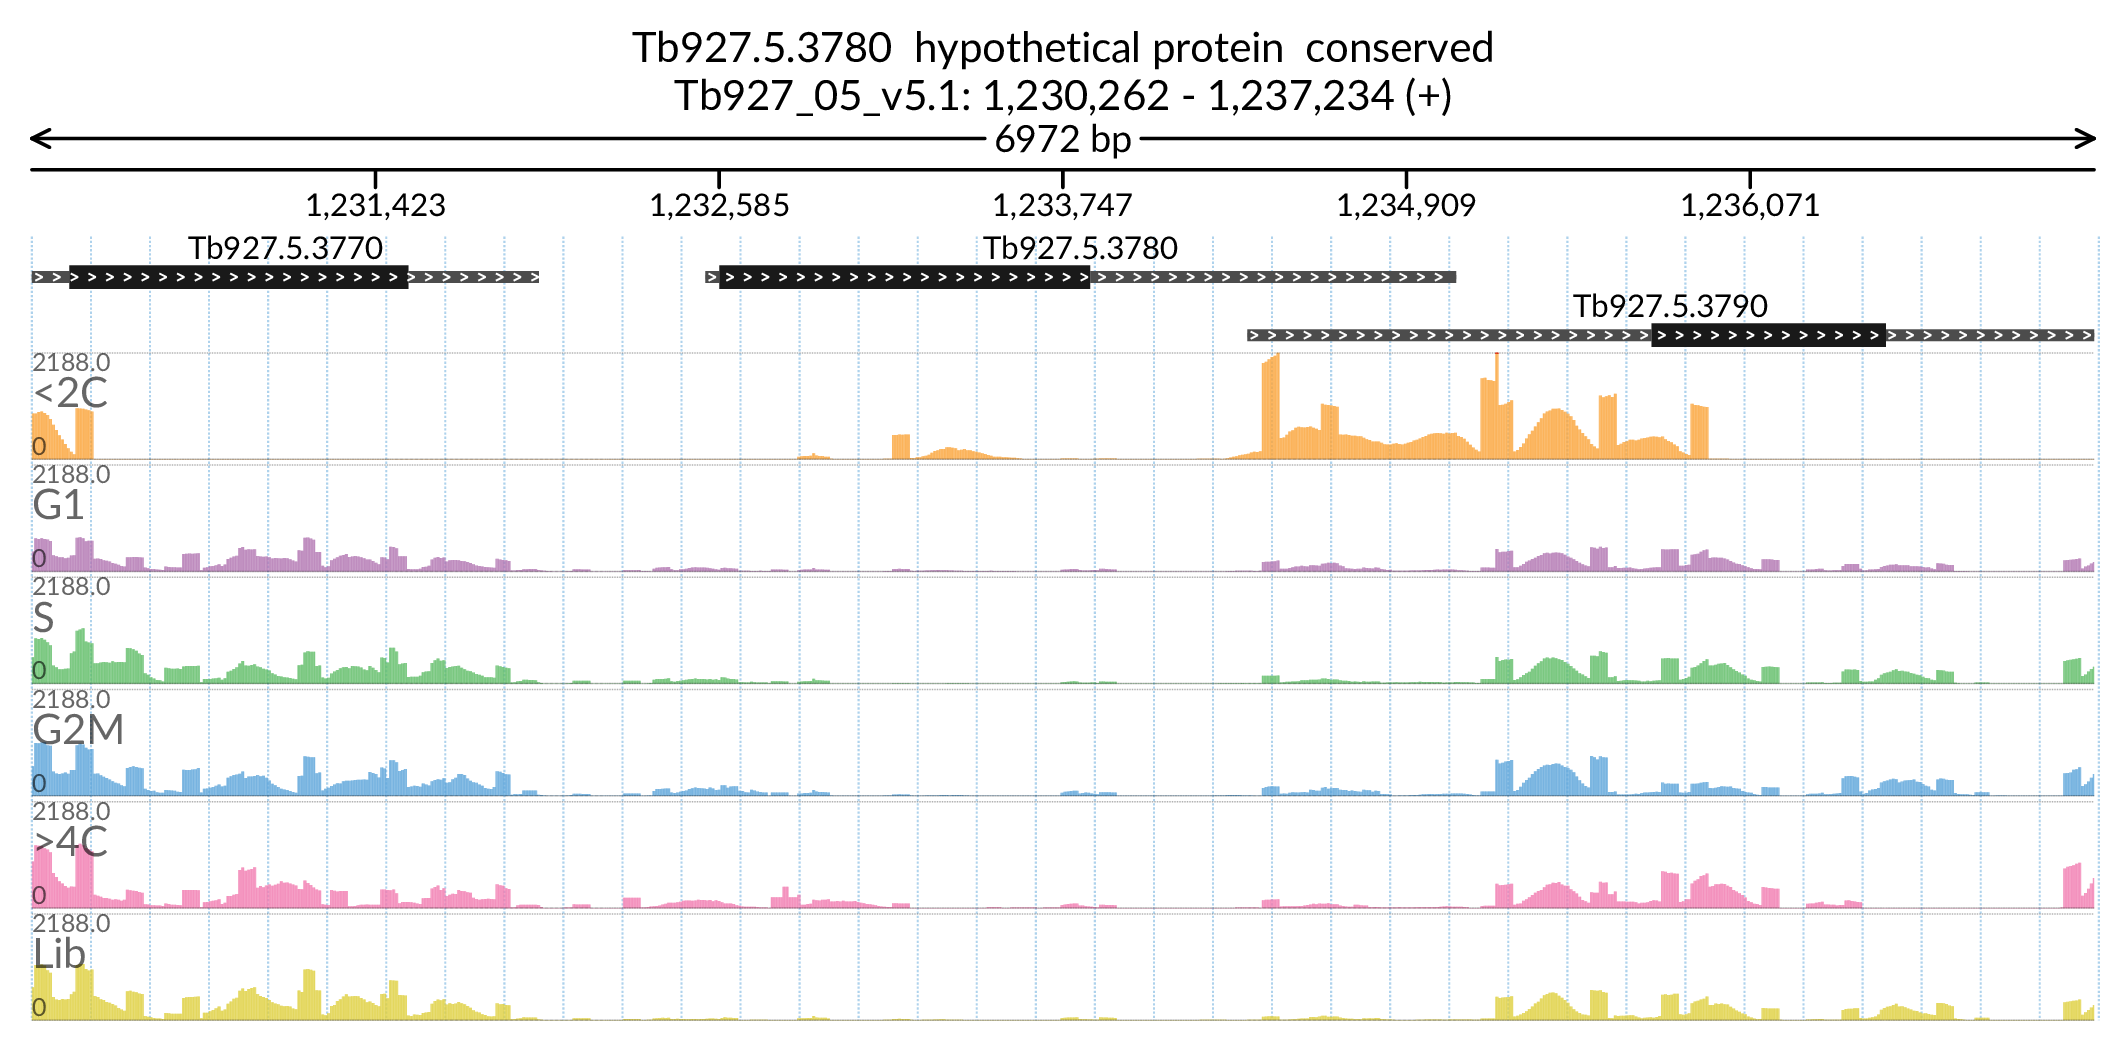 Tb927.5.3780  hypothetical protein  conserved
Tb927_05_v5.1: 1,230,262 - 1,237,234 (+)
6972 bp
1,231,423 1,232,585 1,233,747 1,234,909 1,236,071
Tb927.5.3770 Tb927.5.3780
Tb927.5.3790
2188.0
<2C
0
2188.0
G1
0
2188.0
S
0
2188.0
G2M
0
2188.0
>4C
0
2188.0
Lib
0